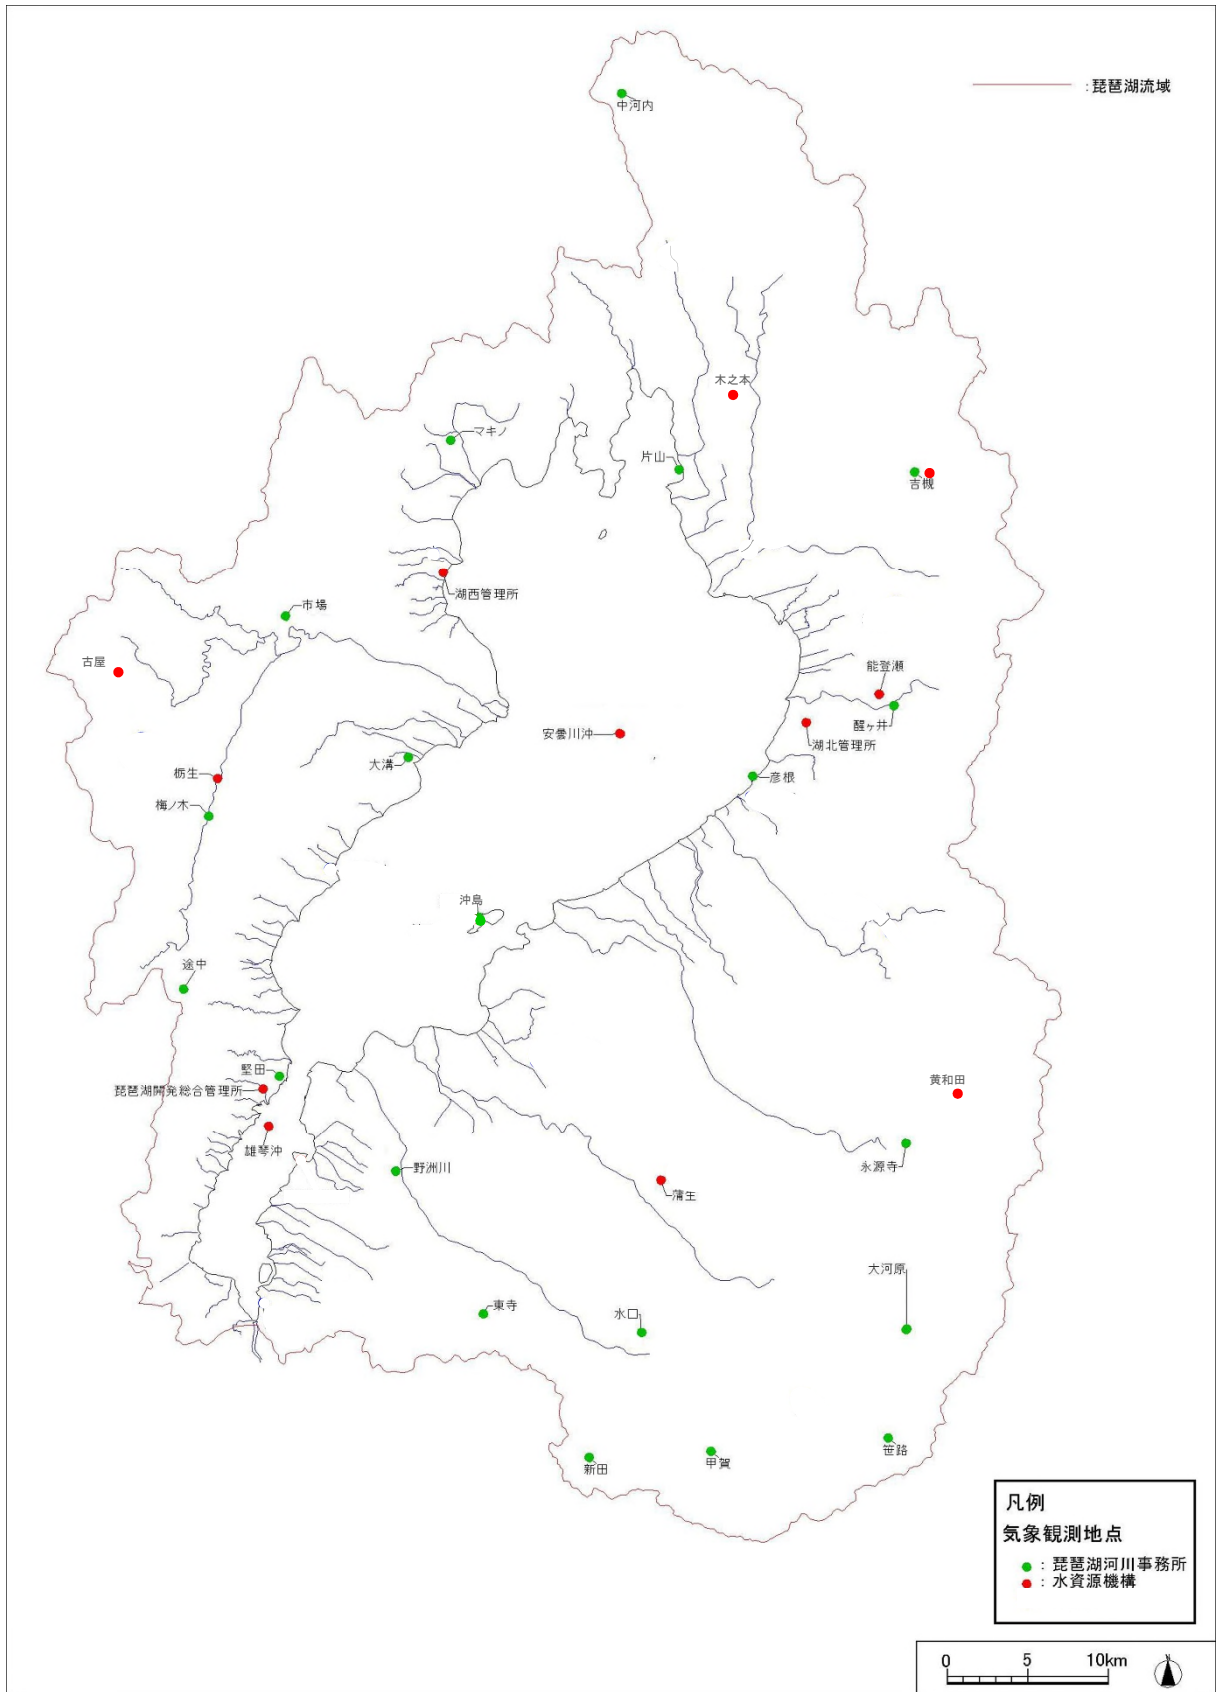 中河内
: 琵琶湖流域
木之本
マキノ
片山
吉槻
湖西管理所
市場
古屋
能登瀬
醒ヶ井
安曇川沖
湖北管理所
大溝
栃生
彦根
梅ノ木
沖島
途中
堅田
琵琶湖開発総合管理所
黄和田
雄琴沖
永源寺
野洲川
蒲生
大河原
東寺
水口
笹路
甲賀
新田
凡例
気象観測地点
: 琵琶湖河川事務所
: 水資源機構
0 5 10km
N